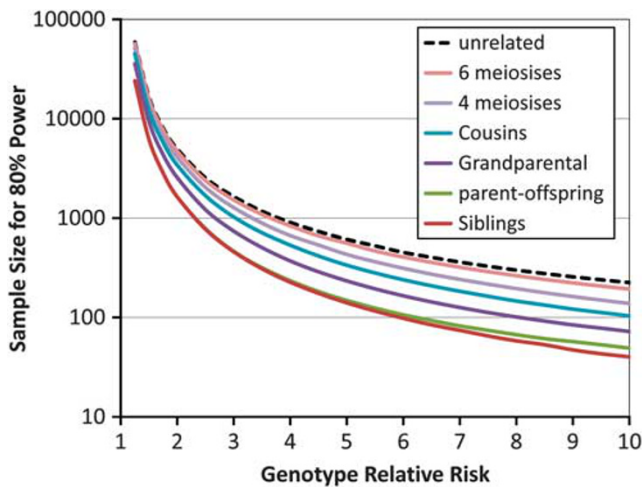 100000
10000
1000
100
10
Sample Size for 80% Power
unrelated
6 meiosises
4 meiosises
Cousins
Grandparental
parent-offspring
Siblings
1 2 3 4 5 6 7 8 9 10
Genotype Relative Risk